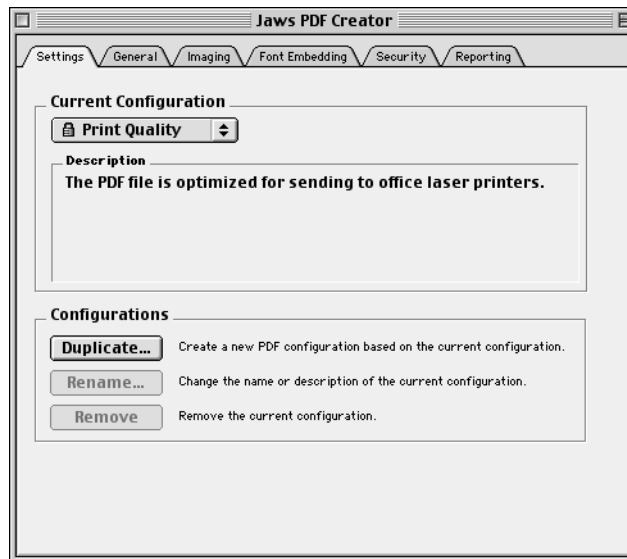 Jaws PDF Creator
Settings General Imaging Font Embedding Security Reporting
Current Configuration
Print Quality
Description
The PDF file is optimized for sending to office laser printers.
Configurations
Duplicate... Create a new PDF configuration based on the current configuration.
Rename... Change the name or description of the current configuration.
Remove Remove the current configuration.